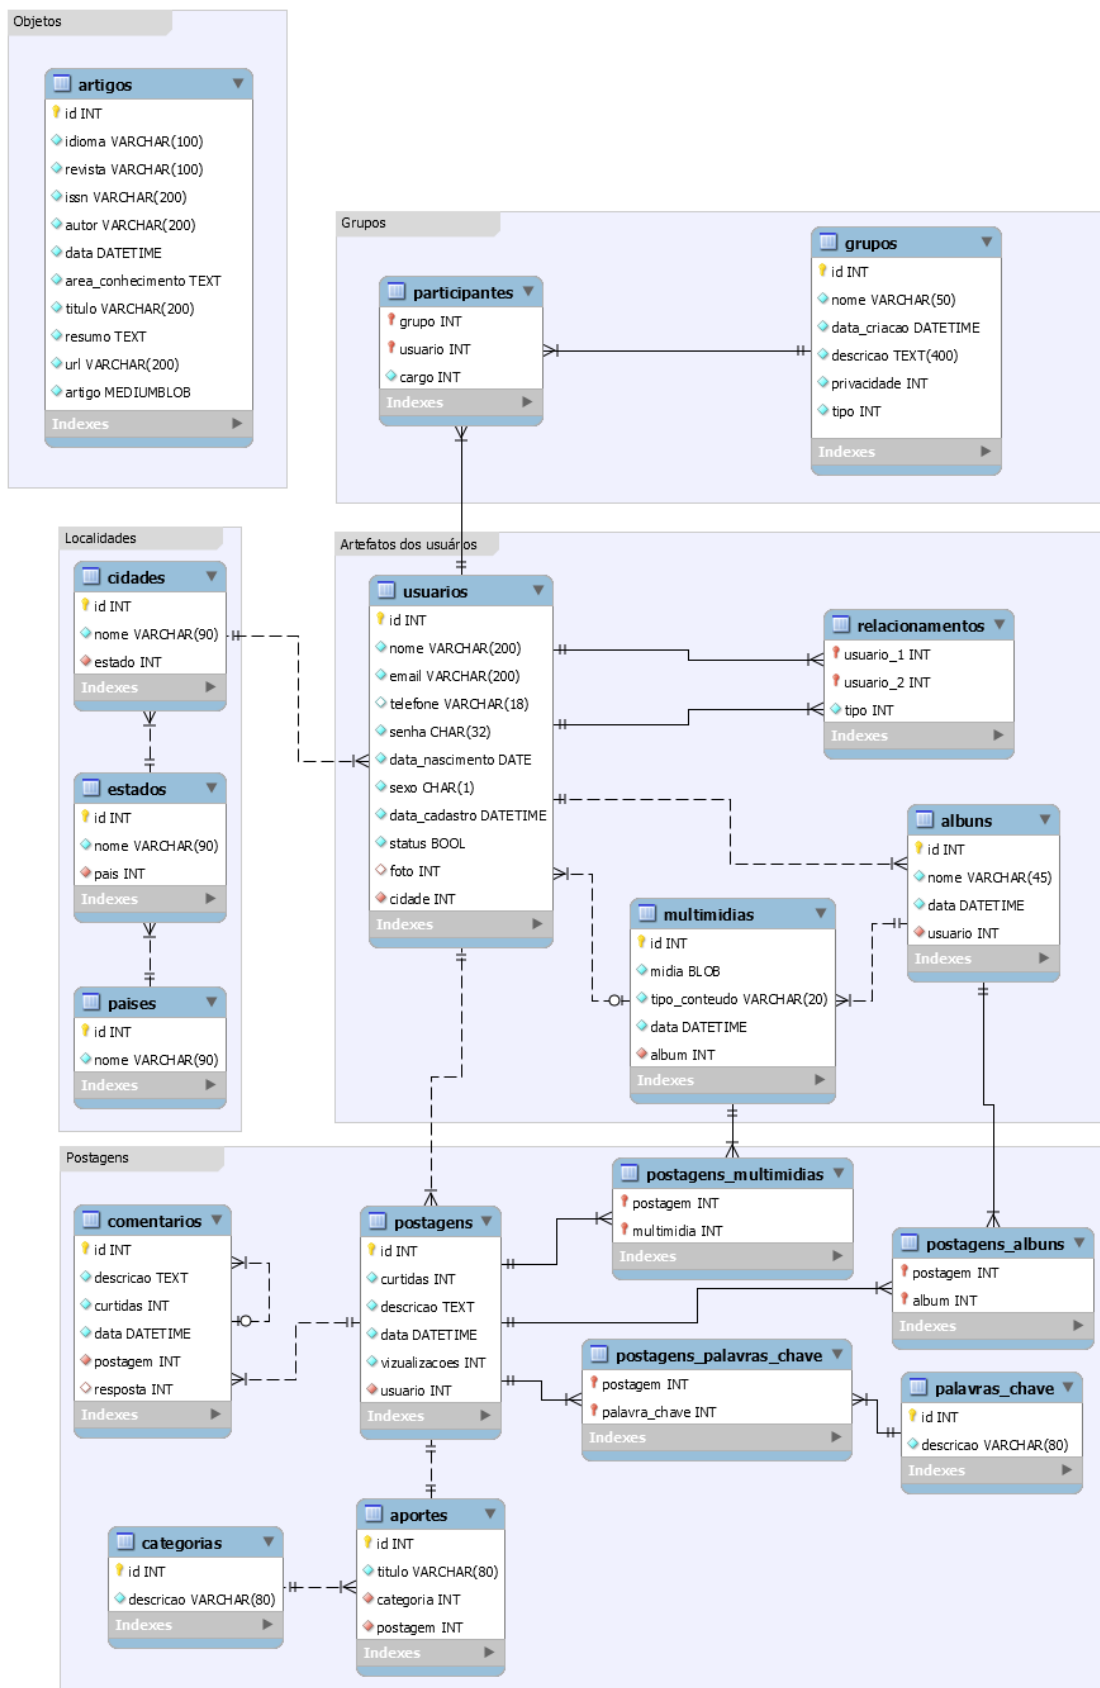 Objetos
artigos
id INT
idioma VARCHAR(100)
revista VARCHAR(100)
issn VARCHAR(200)
autor VARCHAR(200)
data DATETIME
area_conhecimento TEXT
titulo VARCHAR(200)
resumo TEXT
url VARCHAR(200)
artigo MEDIUMBLOB
Indexes
Grupos
participantes
grupo INT
usuario INT
cargo INT
Indexes
grupos
id INT
nome VARCHAR(50)
data_criacao DATETIME
descricao TEXT(400)
privacidade INT
tipo INT
Indexes
Localidades
cidades
id INT
nome VARCHAR(90)
estado INT
Indexes
estados
id INT
nome VARCHAR(90)
pais INT
Indexes
paises
id INT
nome VARCHAR(90)
Indexes
Artefatos dos usuários
usuarios
id INT
nome VARCHAR(200)
email VARCHAR(200)
telefone VARCHAR(18)
senha CHAR(32)
data_nascimento DATE
sexo CHAR(1)
data_cadastro DATETIME
status BOOL
foto INT
cidade INT
Indexes
relacionamentos
usuario_1 INT
usuario_2 INT
tipo INT
Indexes
albuns
id INT
nome VARCHAR(45)
data DATETIME
usuario INT
Indexes
multimidias
id INT
midia BLOB
tipo_conteudo VARCHAR(20)
data DATETIME
album INT
Indexes
Postagens
comentarios
id INT
descricao TEXT
curtidas INT
data DATETIME
postagem INT
resposta INT
Indexes
postagens
id INT
curtidas INT
descricao TEXT
data DATETIME
vizualizacoes INT
usuario INT
Indexes
postagens_multimidias
postagem INT
multimidia INT
Indexes
postagens_albuns
postagem INT
album INT
Indexes
postagens_palavras_chave
postagem INT
palavra_chave INT
Indexes
palavras_chave
id INT
descricao VARCHAR(80)
Indexes
categorias
id INT
descricao VARCHAR(80)
Indexes
aportes
id INT
titulo VARCHAR(80)
categoria INT
postagem INT
Indexes